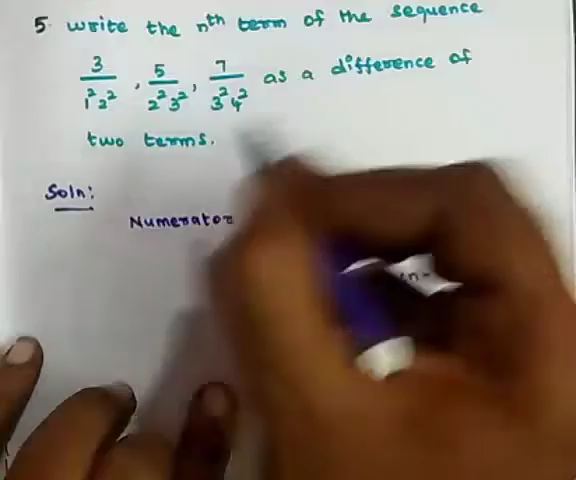 5. Write the nth term of the sequence
3/1²2², 5/2²3², 7/3²4² as a difference of
two terms.
Soln:
Numerator